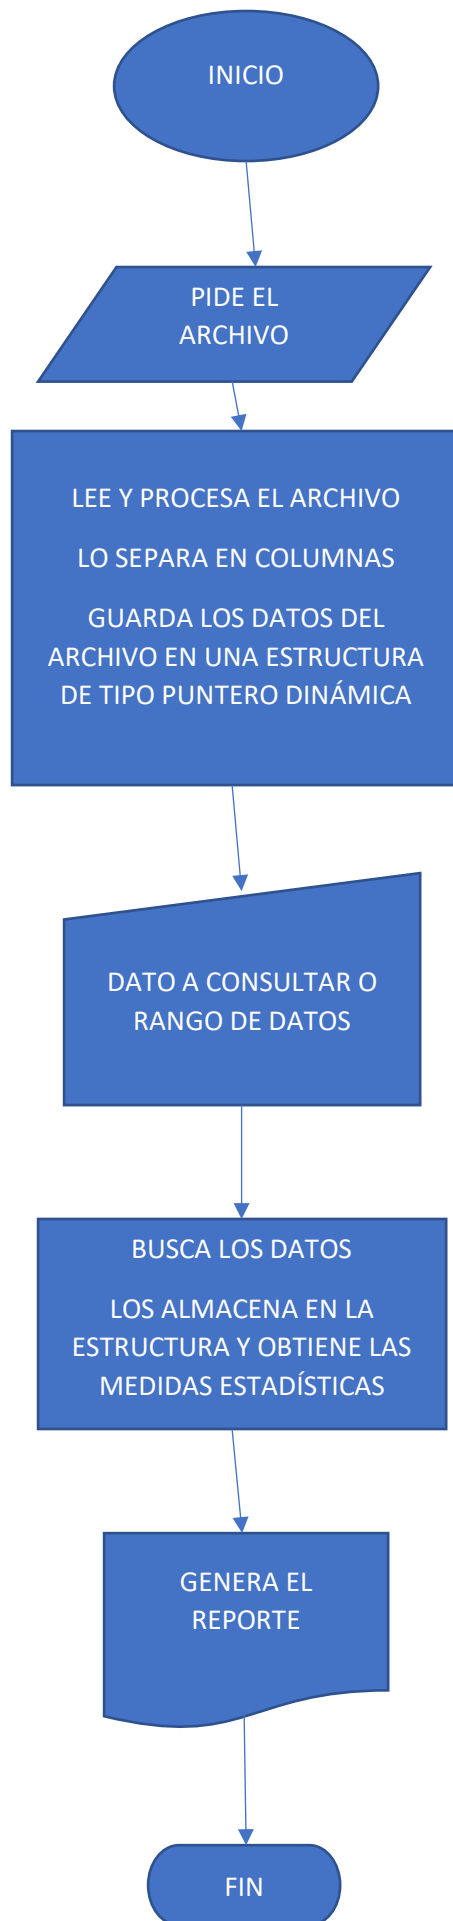 INICIO
PIDE EL
ARCHIVO
LEE Y PROCESA EL ARCHIVO
LO SEPARA EN COLUMNAS
GUARDA LOS DATOS DEL
ARCHIVO EN UNA ESTRUCTURA
DE TIPO PUNTERO DINÁMICA
DATO A CONSULTAR O
RANGO DE DATOS
BUSCA LOS DATOS
LOS ALMACENA EN LA
ESTRUCTURA Y OBTIENE LAS
MEDIDAS ESTADÍSTICAS
GENERA EL
REPORTE
FIN